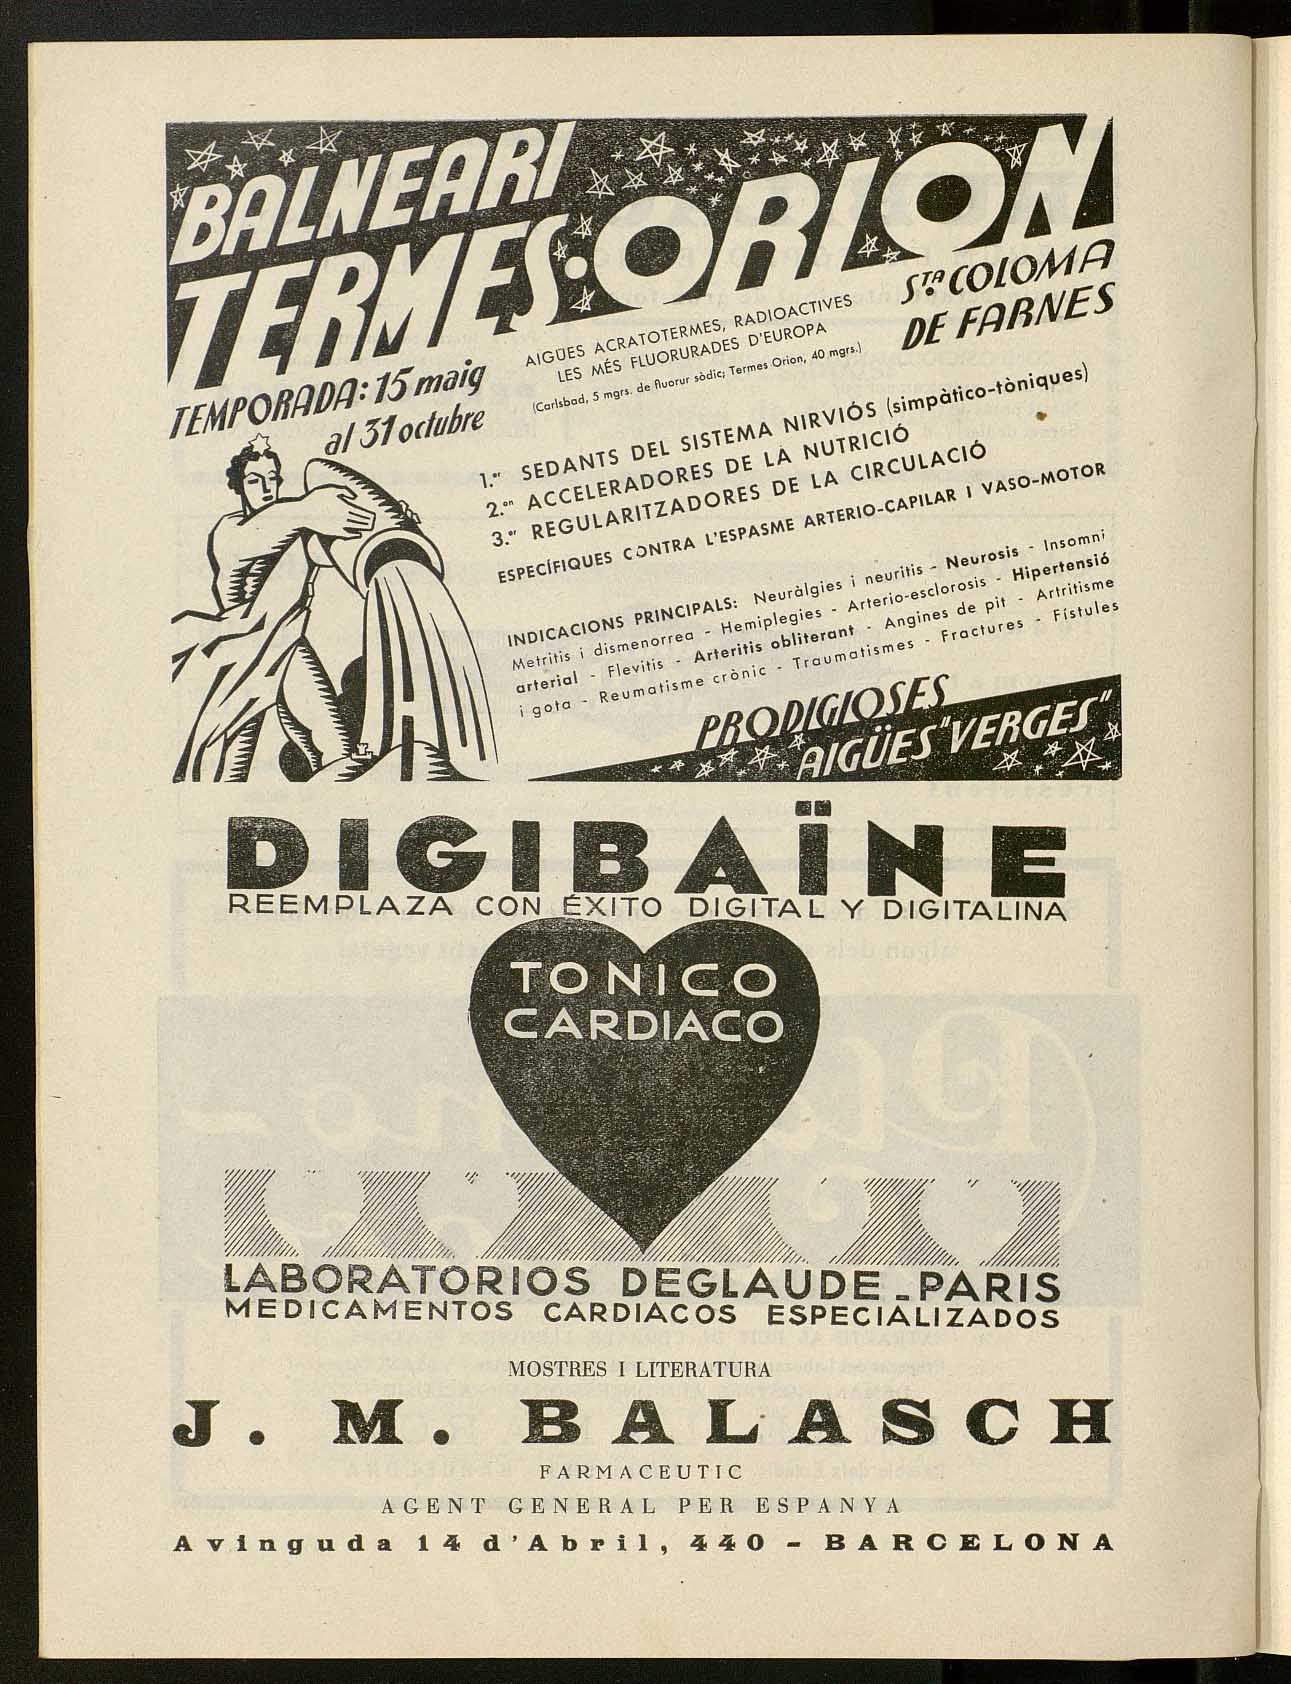 BALNEARI
TERMES·ORION
STA. COLOMA
DE FARNES
TEMPORADA: 15 maig
al 31 octubre
AIGÜES ACRATOTERMES, RADIOACTIVES
LES MÉS FLUORURADES D'EUROPA
(Carlsbad, 5 mgrs. de fluorur sòdic; Termes Orion, 40 mgrs.)
1.er SEDANTS DEL SISTEMA NIRVIÓS (simpàtico-tòniques)
2.on ACCELERADORES DE LA NUTRICIÓ
3.er REGULARITZADORES DE LA CIRCULACIÓ
ESPECÍFIQUES CONTRA L'ESPASME ARTERIO-CAPILAR I VASO-MOTOR
INDICACIONS PRINCIPALS: Neuràlgies i neuritis - Neurosis - Insomni
Metritis i dismenorrea - Hemiplegies - Arterio-esclorosis - Hipertensió
arterial - Flevitis - Arteritis obliterant - Angines de pit - Artritisme
i gota - Reumatisme crònic - Traumatismes - Fractures - Fístules
PRODIGIOSES
AIGÜES "VERGES"
DIGIBAÏNE
REEMPLAZA CON ÉXITO DIGITAL Y DIGITALINA
TONICO
CARDIACO
LABORATORIOS DEGLAUDE-PARIS
MEDICAMENTOS CARDIACOS ESPECIALIZADOS
MOSTRES I LITERATURA
J. M. BALASCH
FARMACEUTIC
AGENT GENERAL PER ESPANYA
Avinguda 14 d'Abril, 440 - BARCELONA